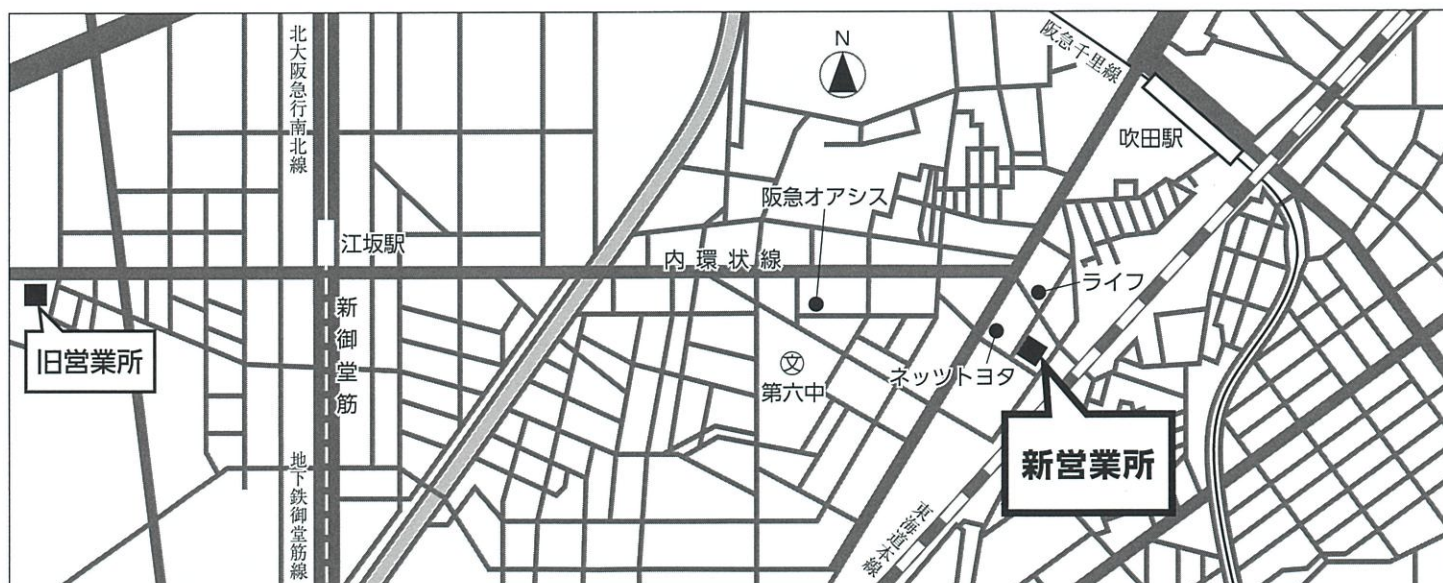 北大阪急行南北線
N
阪急千里線
吹田駅
阪急オアシス
江坂駅
内環状線
ライフ
旧営業所
新御堂筋
文
第六中
ネッツトヨタ
新営業所
地下鉄御堂筋線
東海道本線